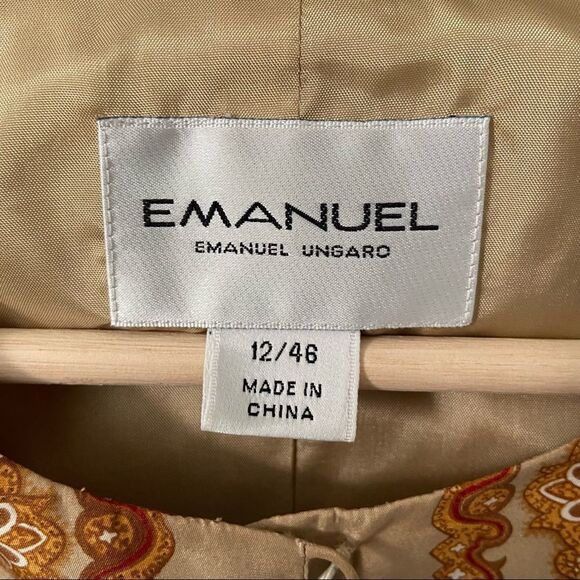 EMANUEL
EMANUEL UNGARO
12/46
MADE IN
CHINA